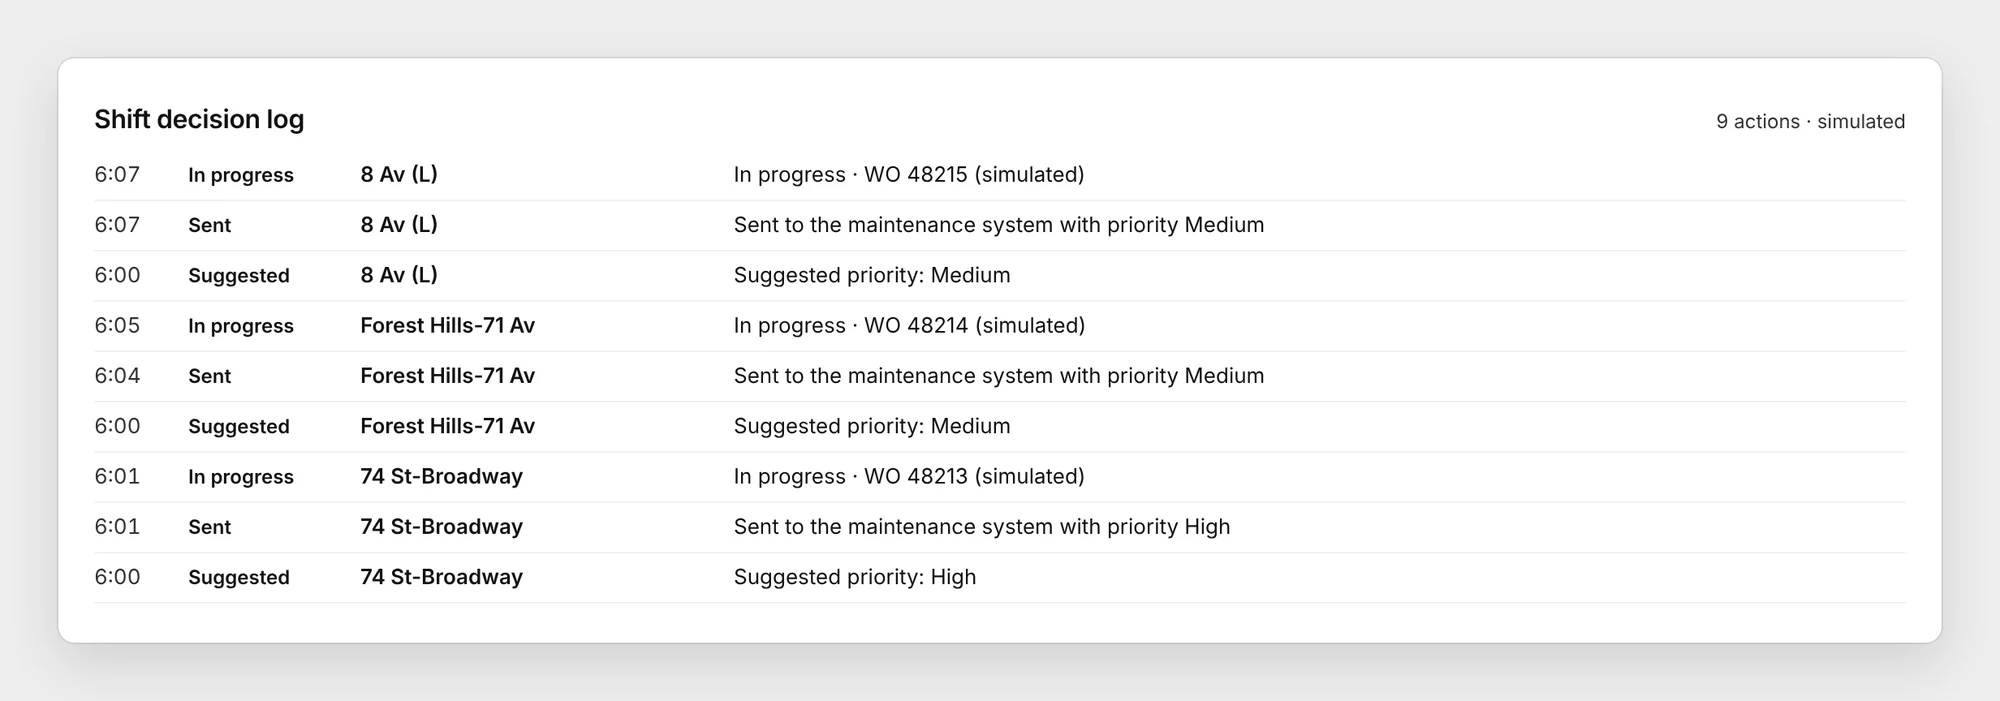 Shift decision log
9 actions · simulated
6:07 In progress 8 Av (L) In progress · WO 48215 (simulated)
6:07 Sent 8 Av (L) Sent to the maintenance system with priority Medium
6:00 Suggested 8 Av (L) Suggested priority: Medium
6:05 In progress Forest Hills-71 Av In progress · WO 48214 (simulated)
6:04 Sent Forest Hills-71 Av Sent to the maintenance system with priority Medium
6:00 Suggested Forest Hills-71 Av Suggested priority: Medium
6:01 In progress 74 St-Broadway In progress · WO 48213 (simulated)
6:01 Sent 74 St-Broadway Sent to the maintenance system with priority High
6:00 Suggested 74 St-Broadway Suggested priority: High